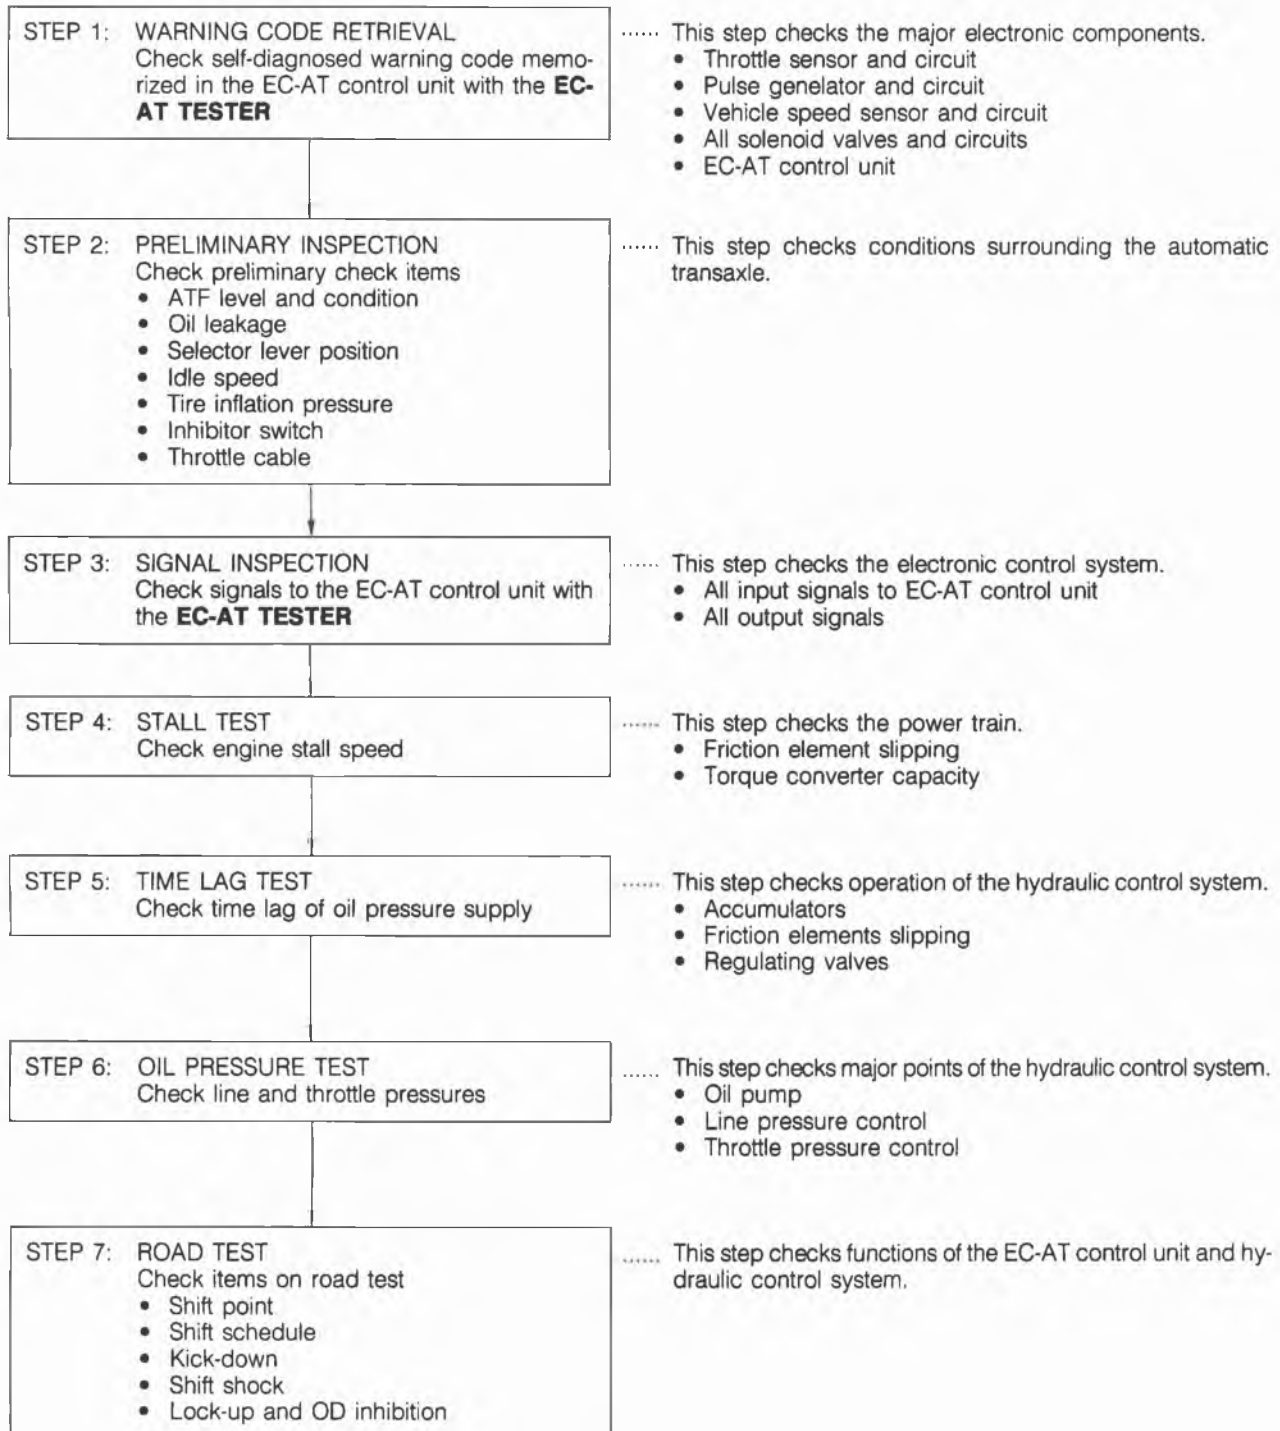 STEP 1: WARNING CODE RETRIEVAL
Check self-diagnosed warning code memo-
rized in the EC-AT control unit with the EC-
AT TESTER
...... This step checks the major electronic components.
• Throttle sensor and circuit
• Pulse genelator and circuit
• Vehicle speed sensor and circuit
• All solenoid valves and circuits
• EC-AT control unit
STEP 2: PRELIMINARY INSPECTION
Check preliminary check items
• ATF level and condition
• Oil leakage
• Selector lever position
• Idle speed
• Tire inflation pressure
• Inhibitor switch
• Throttle cable
...... This step checks conditions surrounding the automatic
transaxle.
STEP 3: SIGNAL INSPECTION
Check signals to the EC-AT control unit with
the EC-AT TESTER
...... This step checks the electronic control system.
• All input signals to EC-AT control unit
• All output signals
STEP 4: STALL TEST
Check engine stall speed
...... This step checks the power train.
• Friction element slipping
• Torque converter capacity
STEP 5: TIME LAG TEST
Check time lag of oil pressure supply
...... This step checks operation of the hydraulic control system.
• Accumulators
• Friction elements slipping
• Regulating valves
STEP 6: OIL PRESSURE TEST
Check line and throttle pressures
...... This step checks major points of the hydraulic control system.
• Oil pump
• Line pressure control
• Throttle pressure control
STEP 7: ROAD TEST
Check items on road test
• Shift point
• Shift schedule
• Kick-down
• Shift shock
• Lock-up and OD inhibition
...... This step checks functions of the EC-AT control unit and hy-
draulic control system.